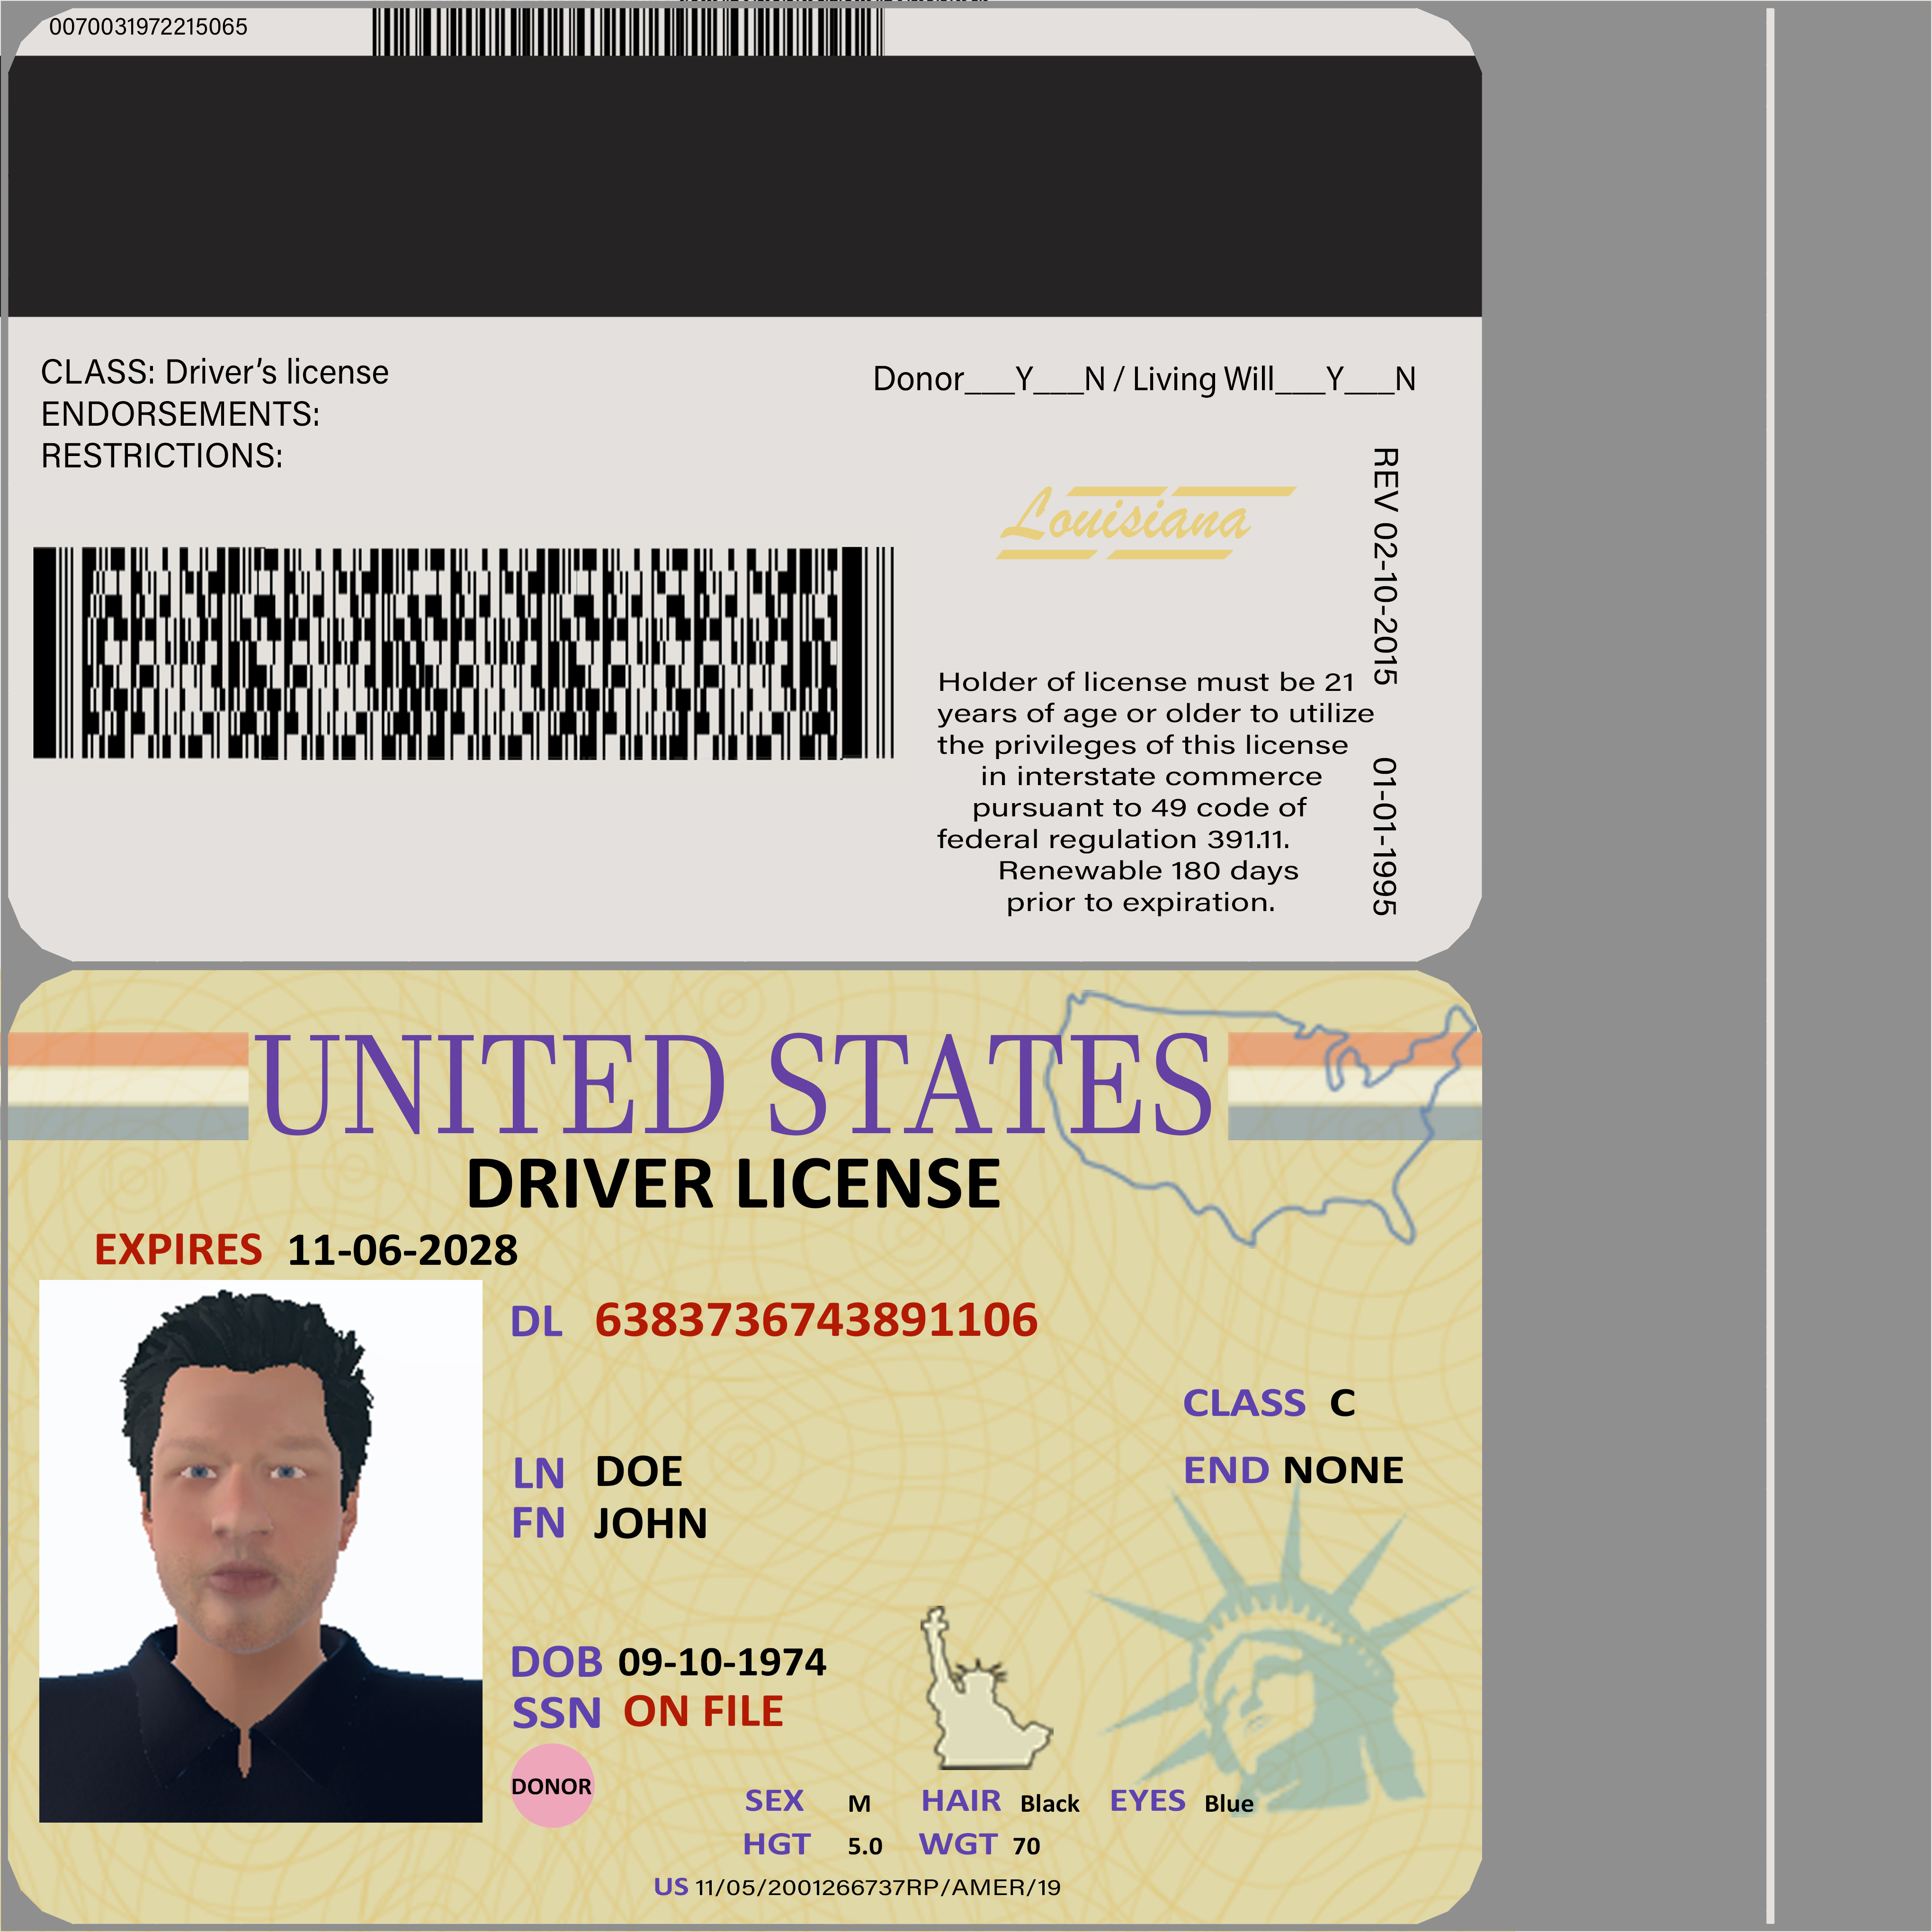 0070031972215065
CLASS: Driver's license
ENDORSEMENTS:
RESTRICTIONS:
Donor___Y___N / Living Will___Y___N
Louisiana
REV 02-10-2015 01-01-1995
Holder of license must be 21
years of age or older to utilize
the privileges of this license
in interstate commerce
pursuant to 49 code of
federal regulation 391.11.
Renewable 180 days
prior to expiration.
UNITED STATES
DRIVER LICENSE
EXPIRES 11-06-2028
DL 6383736743891106
CLASS C
END NONE
LN DOE
FN JOHN
DOB 09-10-1974
SSN ON FILE
DONOR
SEX M HAIR Black EYES Blue
HGT 5.0 WGT 70
US 11/05/2001266737RP/AMER/19